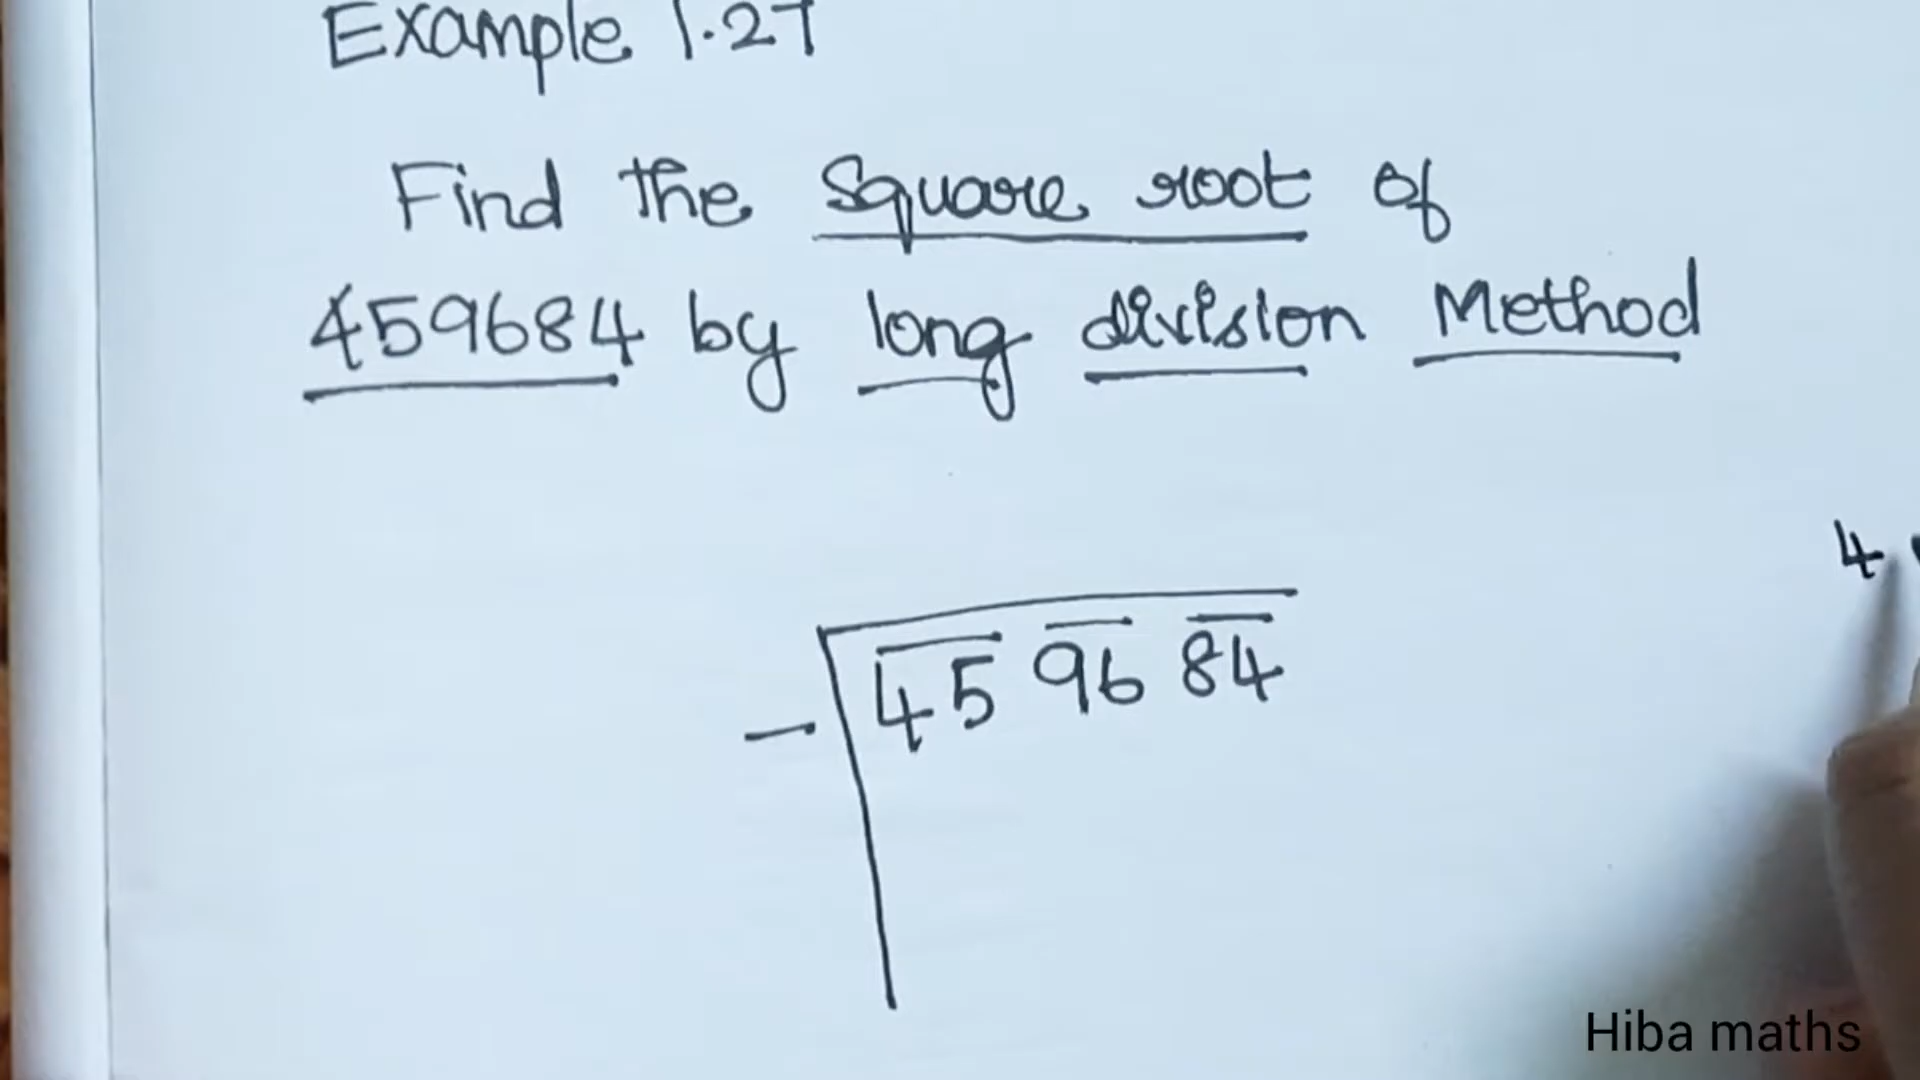 Example 1.27
Find the Square root of
459684 by long division Method
4
45 96 84
Hiba maths